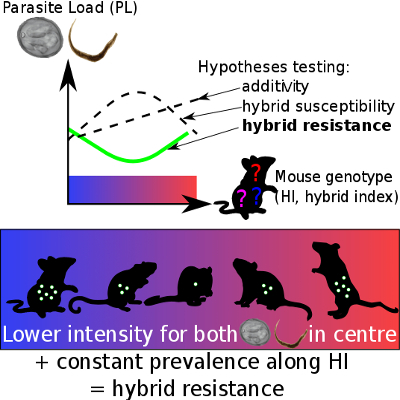 Parasite Load (PL)
Hypotheses testing:
additivity
hybrid susceptibility
hybrid resistance
? ? ?
Mouse genotype
(HI, hybrid index)
Lower intensity for both in centre
+ constant prevalence along HI
= hybrid resistance